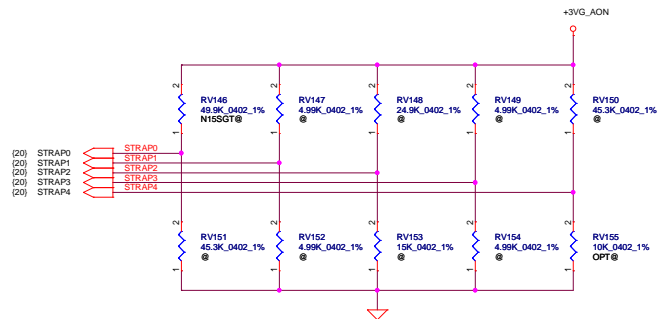 +3VG_AON
2
2
2
2
2
RV146
49.9K_0402_1%
N15SGT@
RV147
4.99K_0402_1%
@
RV148
24.9K_0402_1%
@
RV149
4.99K_0402_1%
@
RV150
45.3K_0402_1%
@
1
1
1
1
1
{20} STRAP0 STRAP0
{20} STRAP1 STRAP1
{20} STRAP2 STRAP2
{20} STRAP3 STRAP3
{20} STRAP4 STRAP4
2
2
2
2
2
RV151
45.3K_0402_1%
@
RV152
4.99K_0402_1%
@
RV153
15K_0402_1%
@
RV154
4.99K_0402_1%
@
RV155
10K_0402_1%
OPT@
1
1
1
1
1